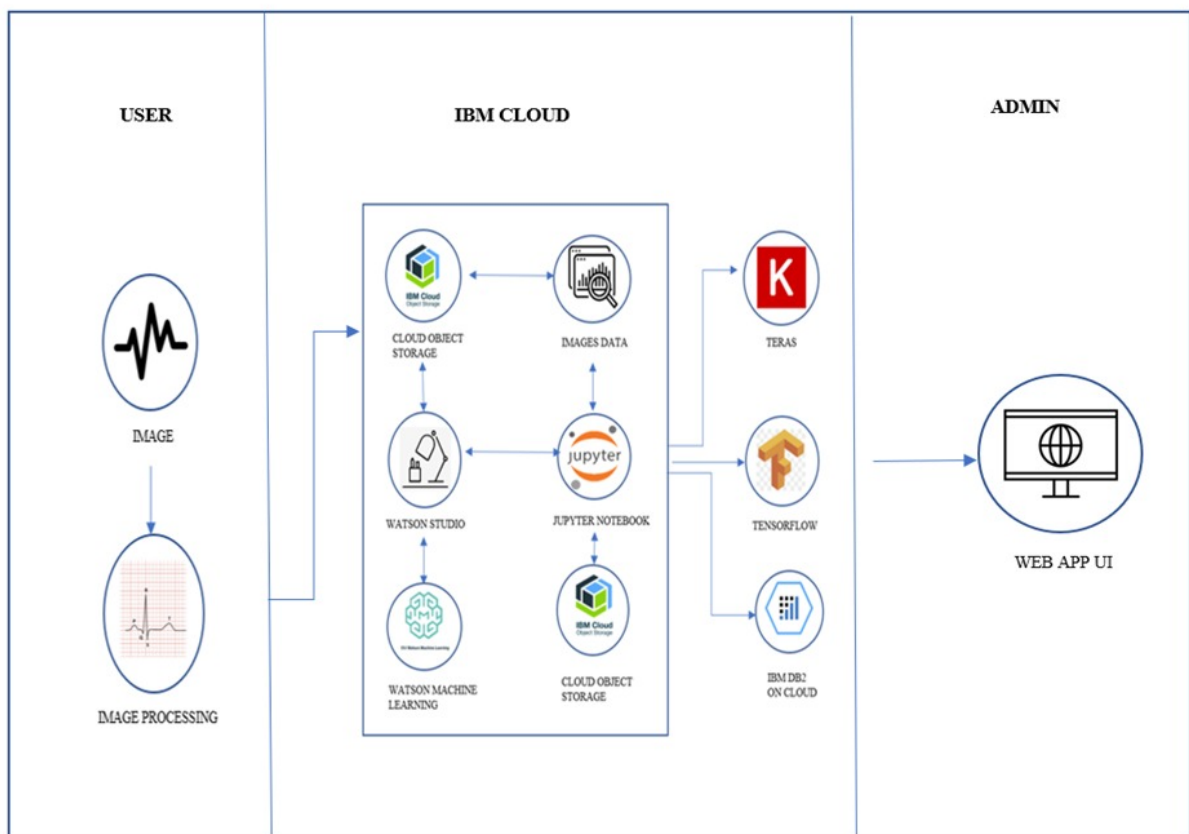 USER
IBM CLOUD
ADMIN
IBM Cloud
Object Storage
K
IMAGE
CLOUD OBJECT
STORAGE
IMAGES DATA
TERAS
jupyter
WATSON STUDIO
JUPYTER NOTEBOOK
TENSORFLOW
WEB APP UI
IBM Cloud
Object Storage
IMAGE PROCESSING
WATSON MACHINE
LEARNING
CLOUD OBJECT
STORAGE
IBM DB2
ON CLOUD